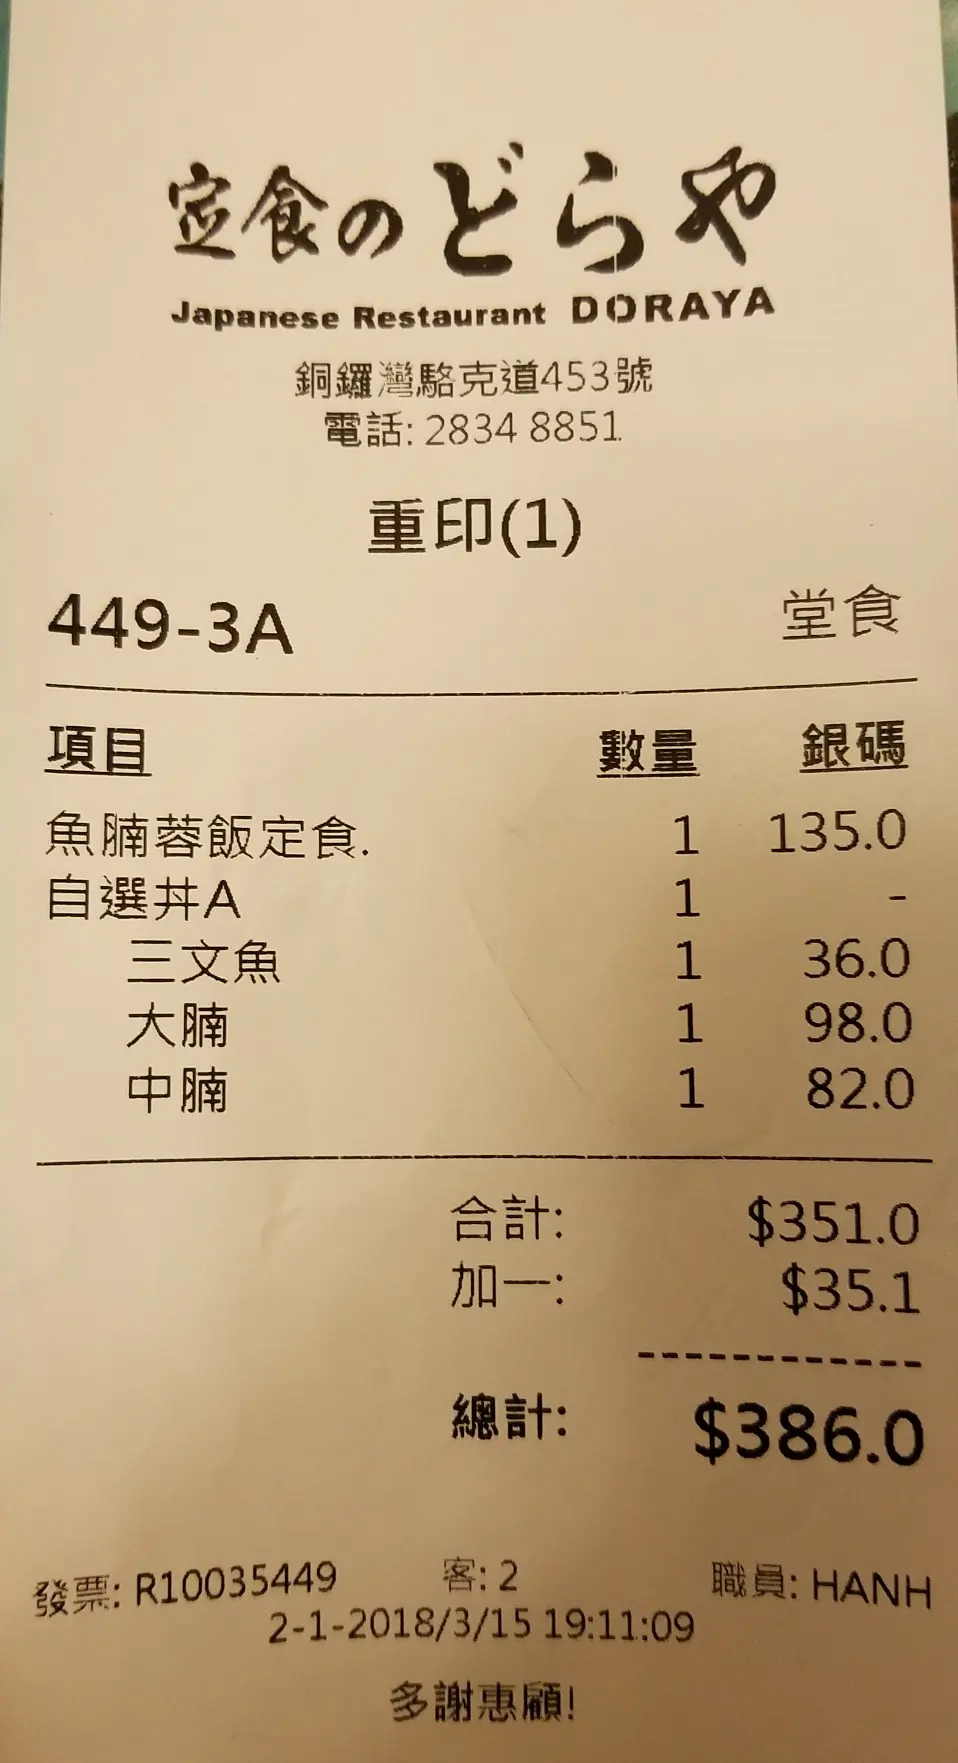 定食のどらや
Japanese Restaurant DORAYA
銅鑼灣駱克道453號
電話: 2834 8851
重印(1)
449-3A 堂食
項目 數量 銀碼
魚腩蓉飯定食. 1 135.0
自選丼A 1 -
三文魚 1 36.0
大腩 1 98.0
中腩 1 82.0
合計: $351.0
加一: $35.1
------------
總計: $386.0
發票: R10035449 客: 2 職員: HANH
2-1-2018/3/15 19:11:09
多謝惠顧!